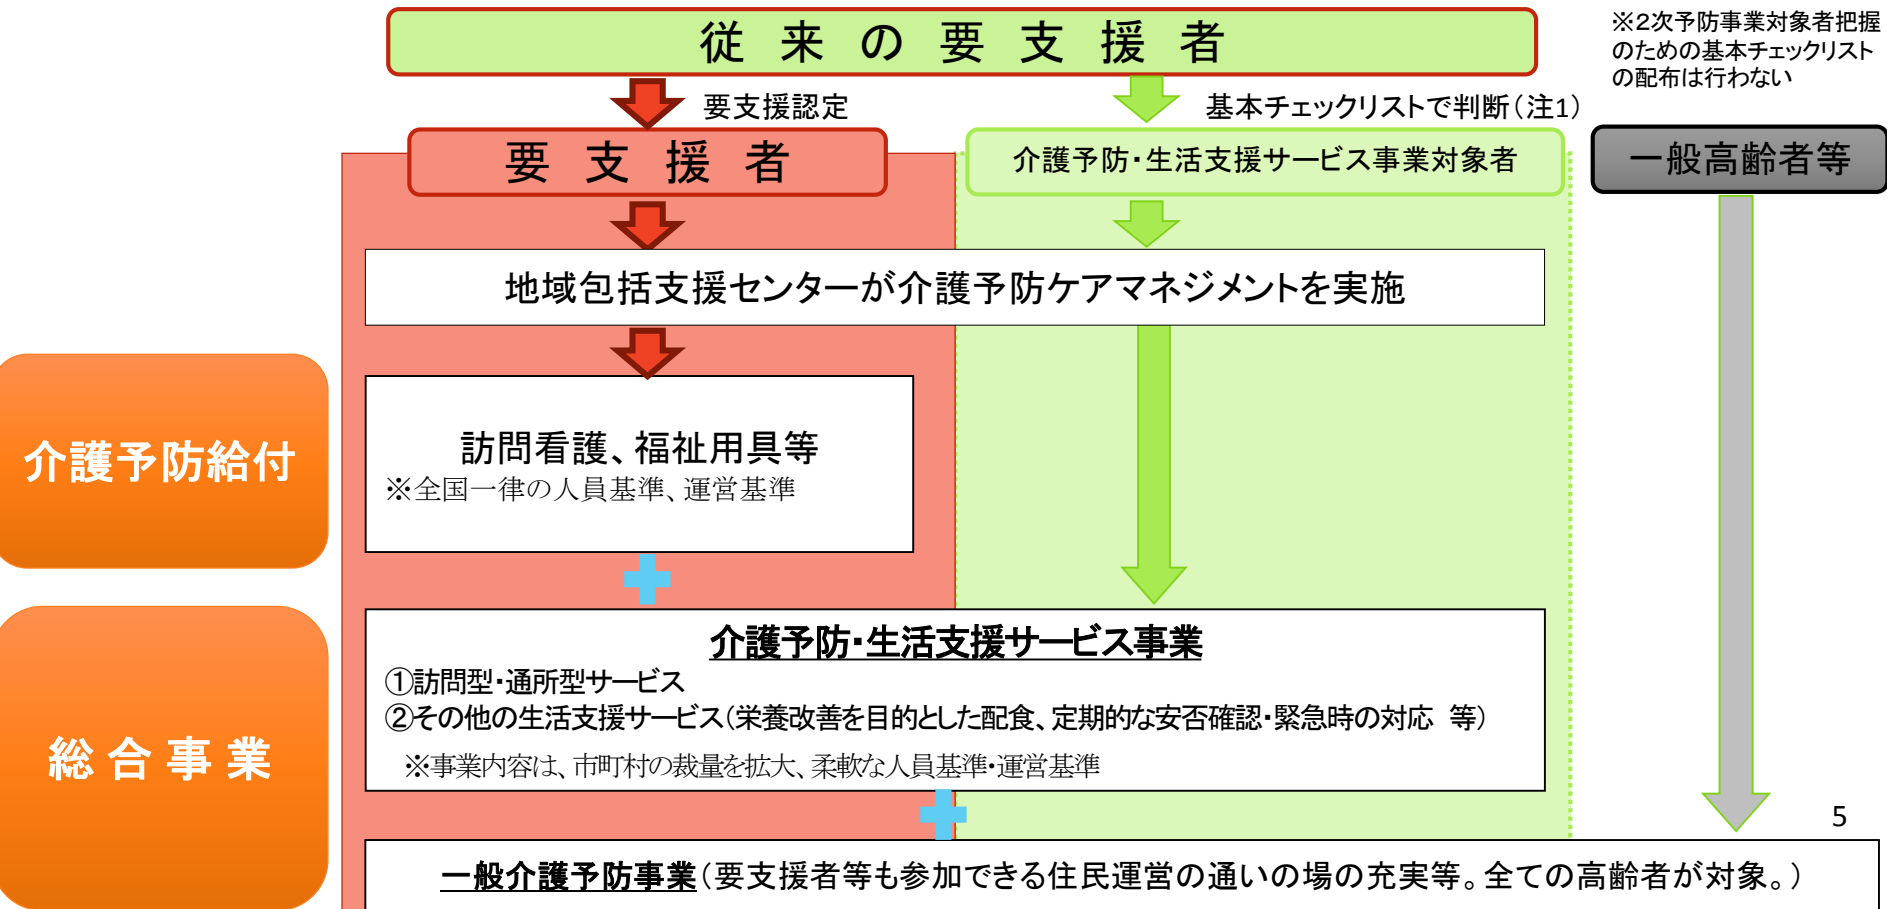 従来の要支援者
※2次予防事業対象者把握
のための基本チェックリスト
の配布は行わない
要支援認定
基本チェックリストで判断(注1)
要支援者
介護予防・生活支援サービス事業対象者
一般高齢者等
地域包括支援センターが介護予防ケアマネジメントを実施
介護予防給付
訪問看護、福祉用具等
※全国一律の人員基準、運営基準
総合事業
介護予防・生活支援サービス事業
①訪問型・通所型サービス
②その他の生活支援サービス(栄養改善を目的とした配食、定期的な安否確認・緊急時の対応 等)
※事業内容は、市町村の裁量を拡大、柔軟な人員基準・運営基準
5
一般介護予防事業(要支援者等も参加できる住民運営の通いの場の充実等。全ての高齢者が対象。)